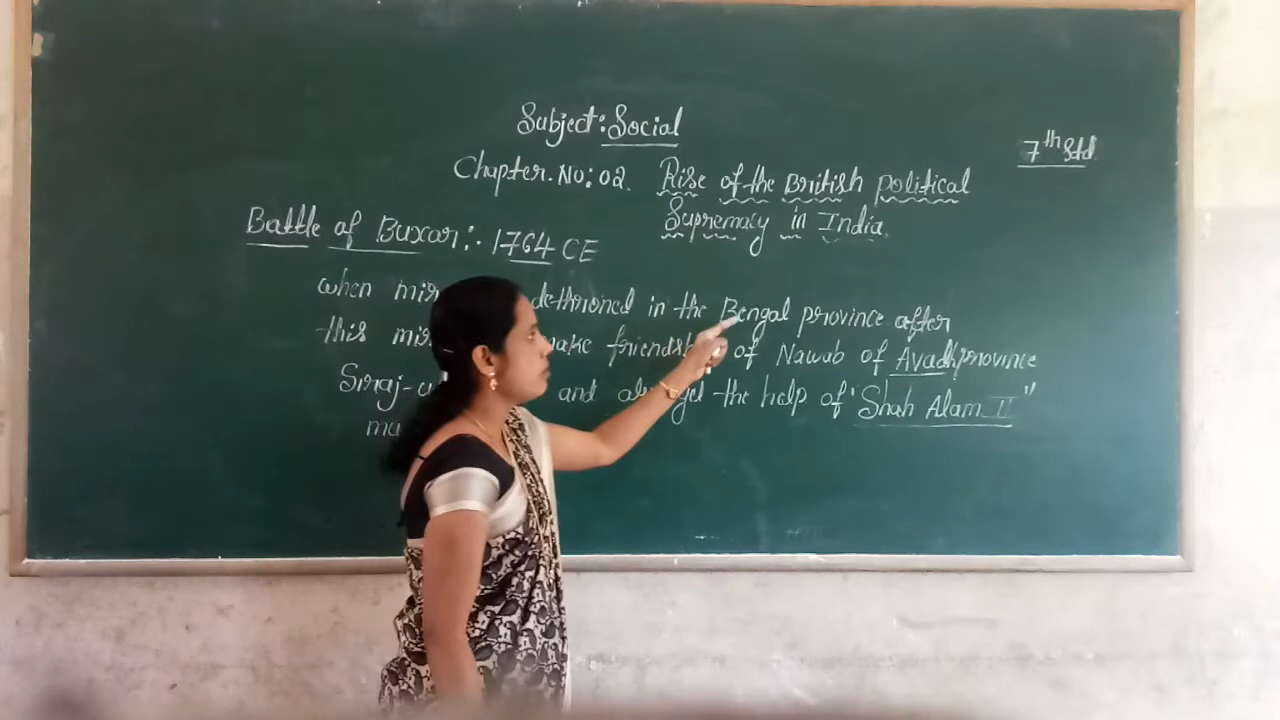 Subject: Social
7th Std.
Chapter.No: 02. Rise of the British Political
Supremacy in India.
Battle of Buxar:- 1764 CE
when mir dethroned in the Bengal province after
this mir make of Nawab of Avadh province
Siraj-u and get the help of "Shah Alam II"